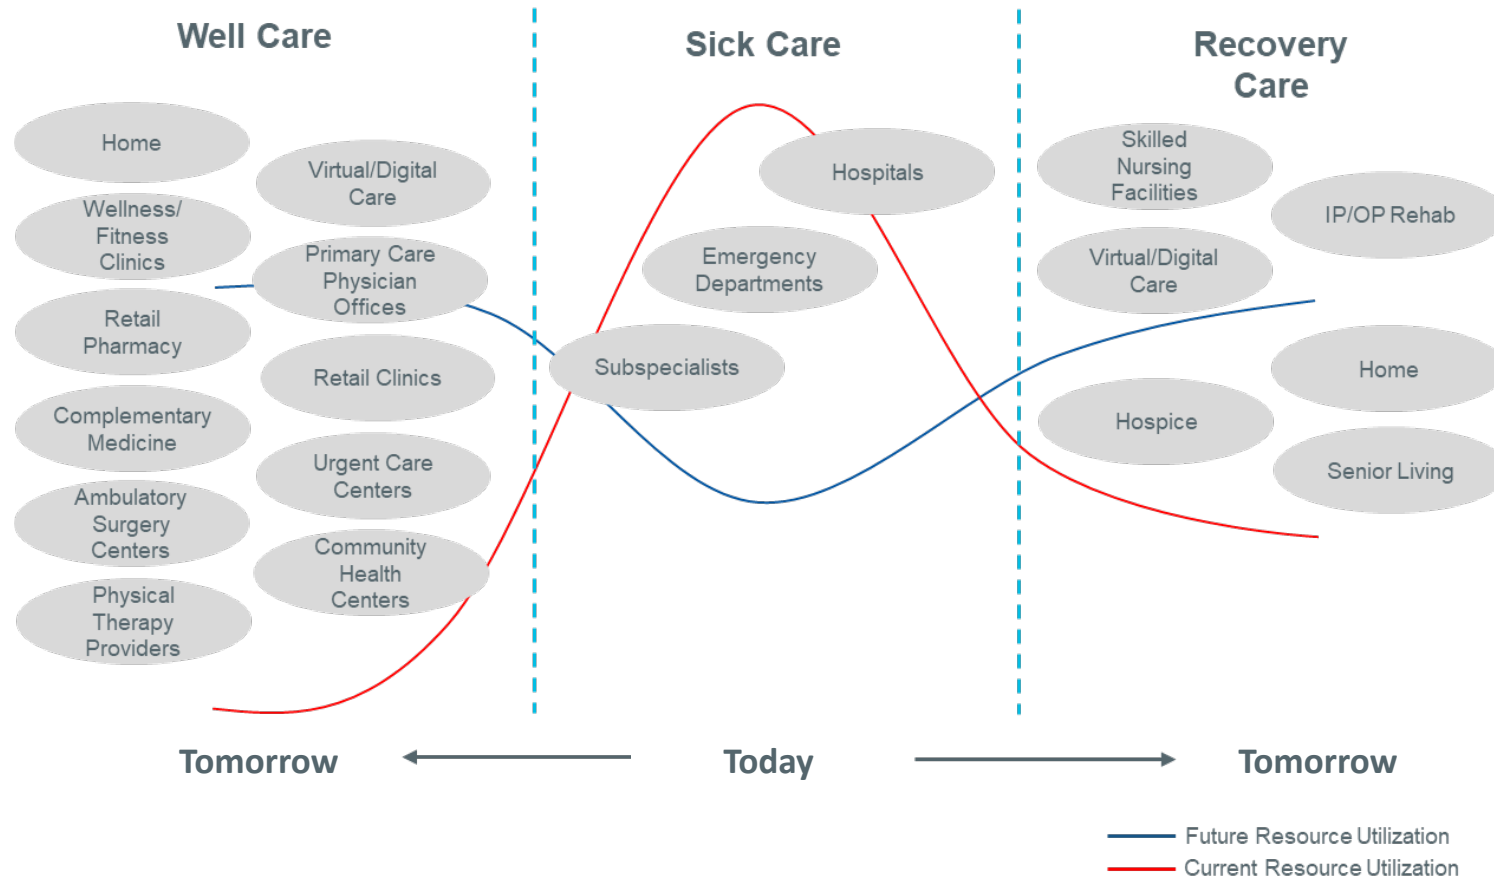 Well Care
Sick Care
Recovery
Care
Home
Virtual/Digital
Care
Wellness/
Fitness
Clinics
Primary Care
Physician
Offices
Retail
Pharmacy
Retail Clinics
Complementary
Medicine
Urgent Care
Centers
Ambulatory
Surgery
Centers
Community
Health
Centers
Physical
Therapy
Providers
Hospitals
Emergency
Departments
Subspecialists
Skilled
Nursing
Facilities
IP/OP Rehab
Virtual/Digital
Care
Home
Hospice
Senior Living
Tomorrow
Today
Tomorrow
Future Resource Utilization
Current Resource Utilization